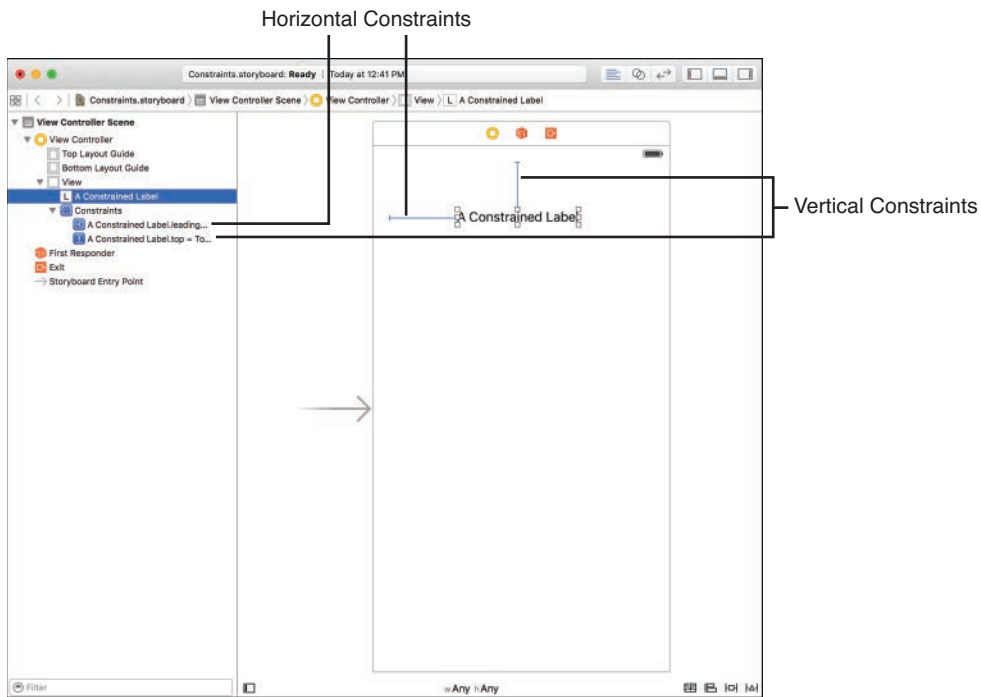 Horizontal Constraints
Constraints.storyboard: Ready | Today at 12:41 PM
Constraints.storyboard View Controller Scene View Controller View L A Constrained Label
View Controller Scene
View Controller
Top Layout Guide
Bottom Layout Guide
View
L A Constrained Label
Constraints
A Constrained Label.leading...
A Constrained Label.top = To...
First Responder
Exit
Storyboard Entry Point
A Constrained Label
Vertical Constraints
Filter
wAny hAny